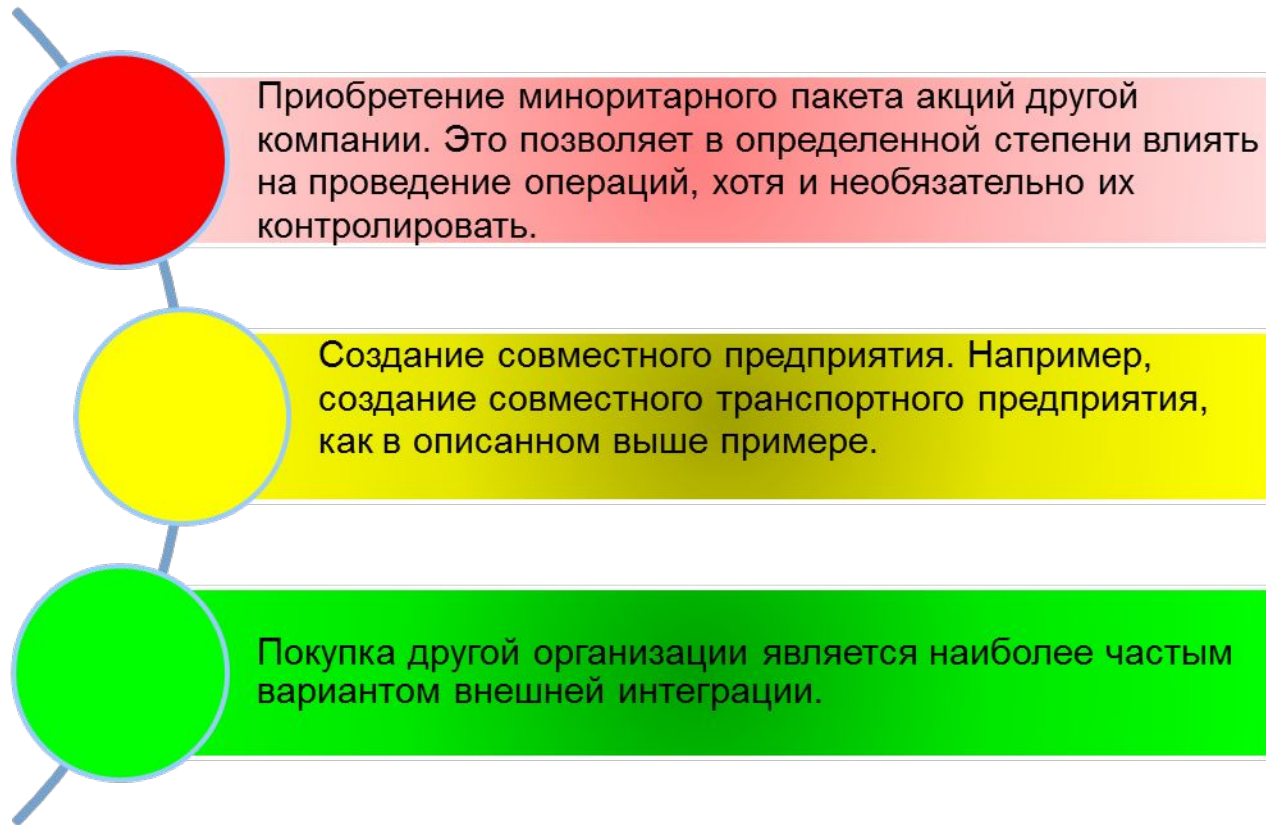 Приобретение миноритарного пакета акций другой
компании. Это позволяет в определенной степени влиять
на проведение операций, хотя и необязательно их
контролировать.
Создание совместного предприятия. Например,
создание совместного транспортного предприятия,
как в описанном выше примере.
Покупка другой организации является наиболее частым
вариантом внешней интеграции.